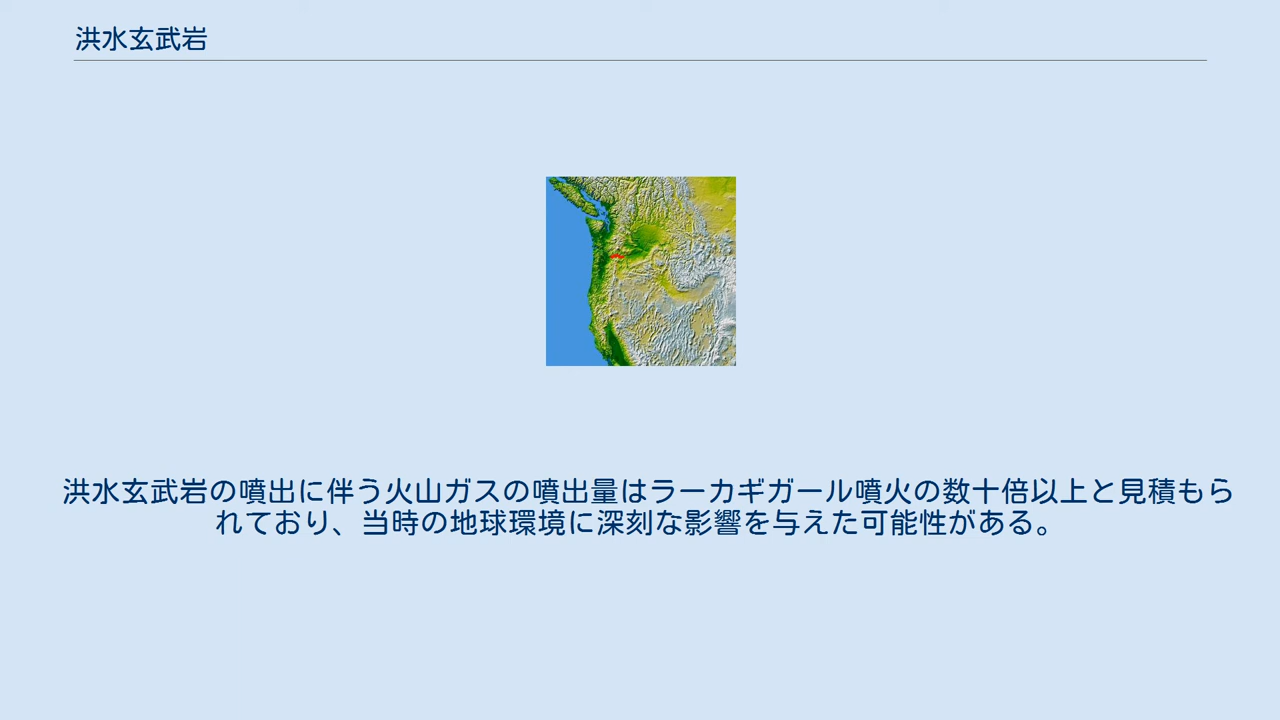 洪水玄武岩
洪水玄武岩の噴出に伴う火山ガスの噴出量はラーカギガール噴火の数十倍以上と見積もら
れており、当時の地球環境に深刻な影響を与えた可能性がある。